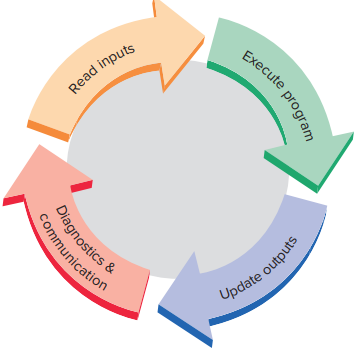 Read inputs
Execute program
Update outputs
Diagnostics &
communication